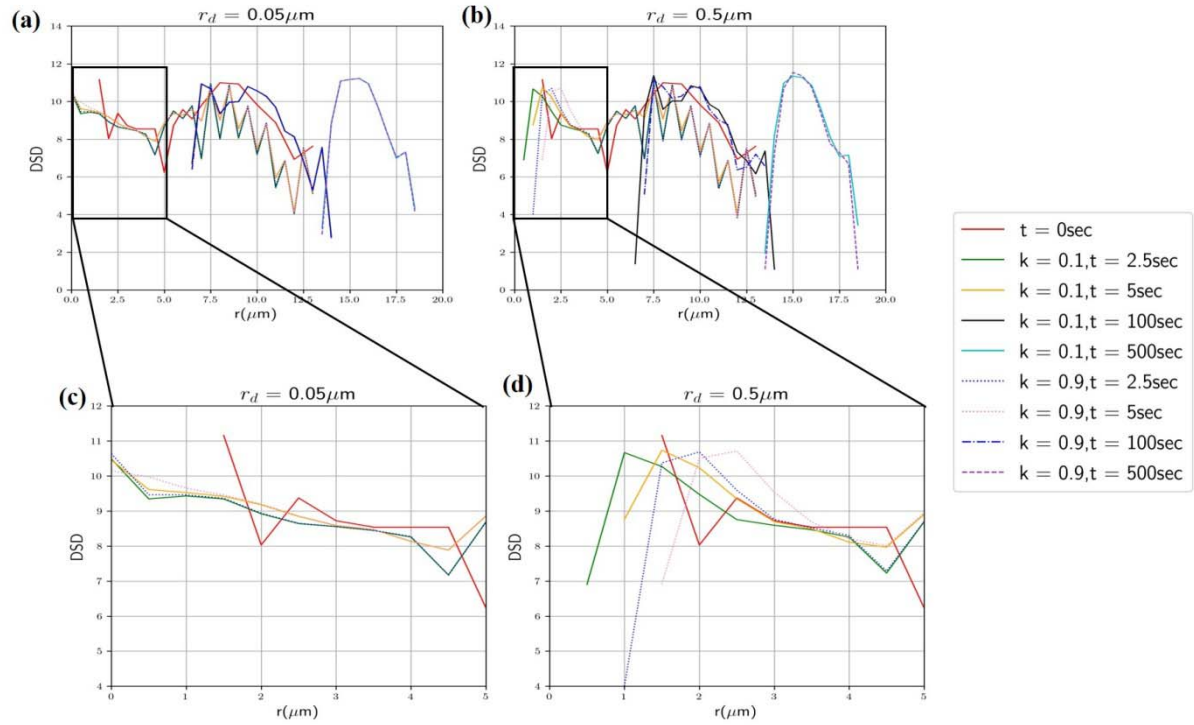 (a)
r_d = 0.05μm
14
12
10
8
6
4
2
0
DSD
0.0 2.5 5.0 7.5 10.0 12.5 15.0 17.5 20.0
r(μm)
(b)
r_d = 0.5μm
14
12
10
8
6
4
2
0
DSD
0.0 2.5 5.0 7.5 10.0 12.5 15.0 17.5 20.0
r(μm)
(c)
r_d = 0.05μm
12
11
10
9
8
7
6
5
4
DSD
0 1 2 3 4 5
r(μm)
(d)
r_d = 0.5μm
12
11
10
9
8
7
6
5
4
DSD
0 1 2 3 4 5
r(μm)
t = 0sec
k = 0.1,t = 2.5sec
k = 0.1,t = 5sec
k = 0.1,t = 100sec
k = 0.1,t = 500sec
k = 0.9,t = 2.5sec
k = 0.9,t = 5sec
k = 0.9,t = 100sec
k = 0.9,t = 500sec